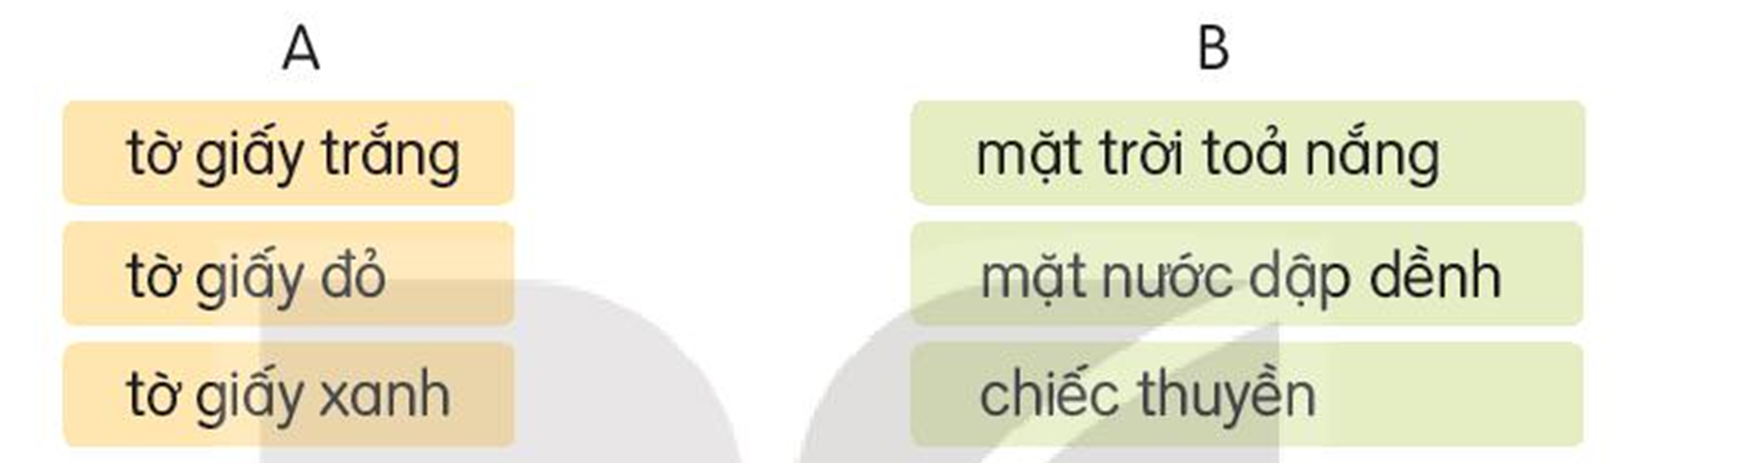 A
B
tờ giấy trắng
mặt trời toả nắng
tờ giấy đỏ
mặt nước dập dềnh
tờ giấy xanh
chiếc thuyền